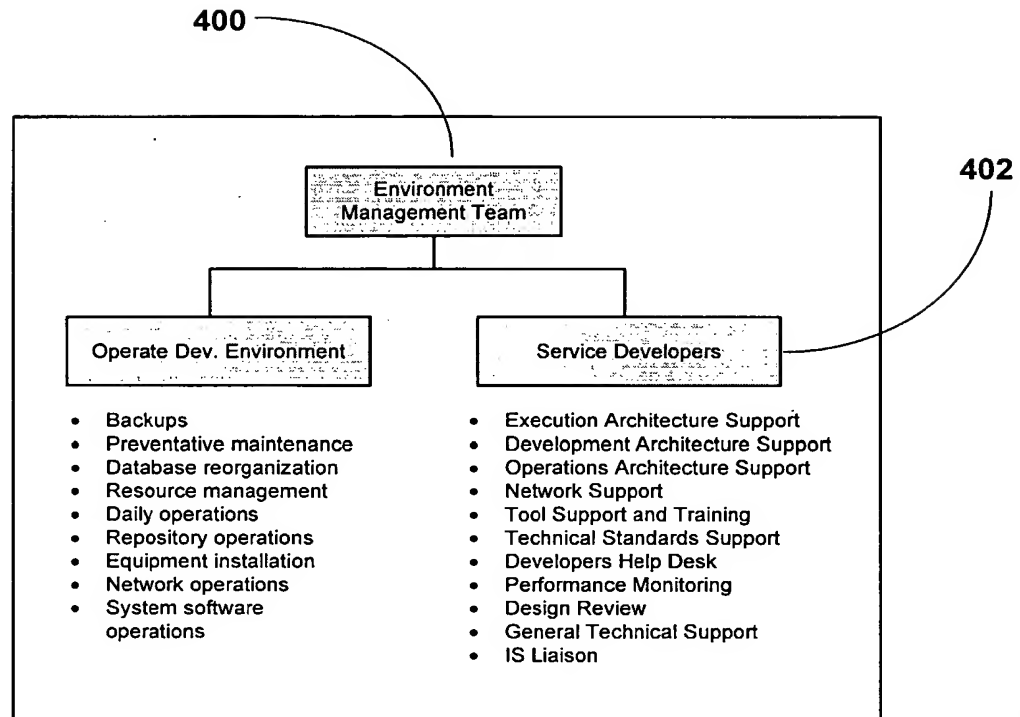 400
402
Environment
Management Team
Operate Dev. Environment
Service Developers
• Backups
• Preventative maintenance
• Database reorganization
• Resource management
• Daily operations
• Repository operations
• Equipment installation
• Network operations
• System software
operations
• Execution Architecture Support
• Development Architecture Support
• Operations Architecture Support
• Network Support
• Tool Support and Training
• Technical Standards Support
• Developers Help Desk
• Performance Monitoring
• Design Review
• General Technical Support
• IS Liaison